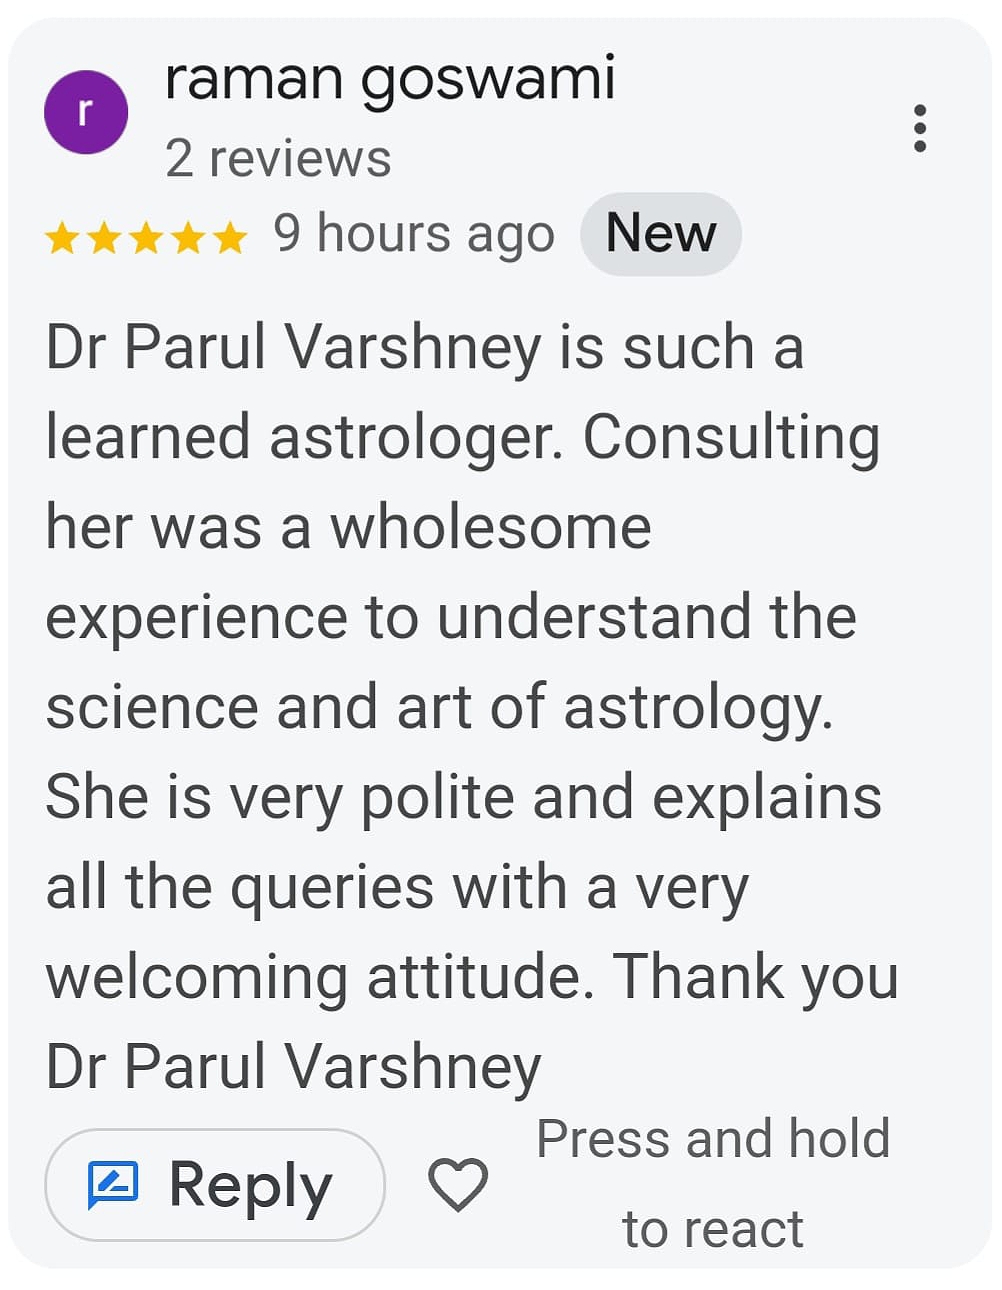 r
raman goswami
2 reviews
9 hours ago New
Dr Parul Varshney is such a
learned astrologer. Consulting
her was a wholesome
experience to understand the
science and art of astrology.
She is very polite and explains
all the queries with a very
welcoming attitude. Thank you
Dr Parul Varshney
Reply
Press and hold
to react